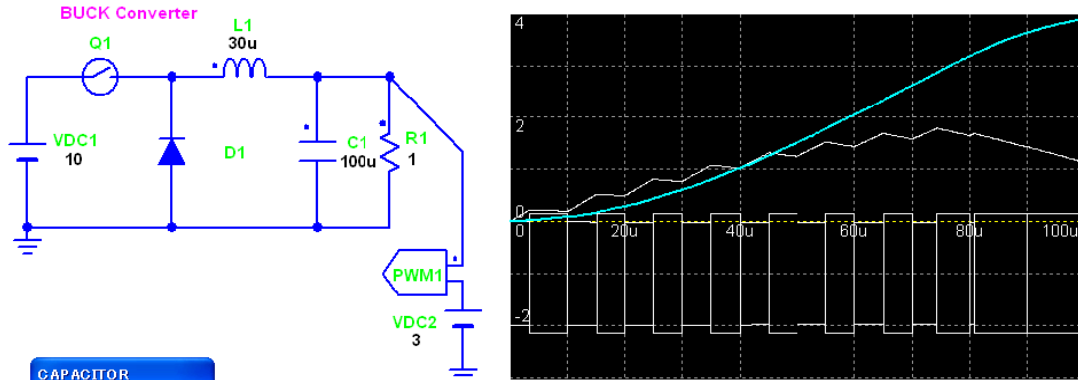 BUCK Converter
Q1
L1
30u
VDC1
10
D1
C1
100u
R1
1
PWM1
VDC2
3
CAPACITOR
4
2
0
20u
40u
60u
80u
100u
-2